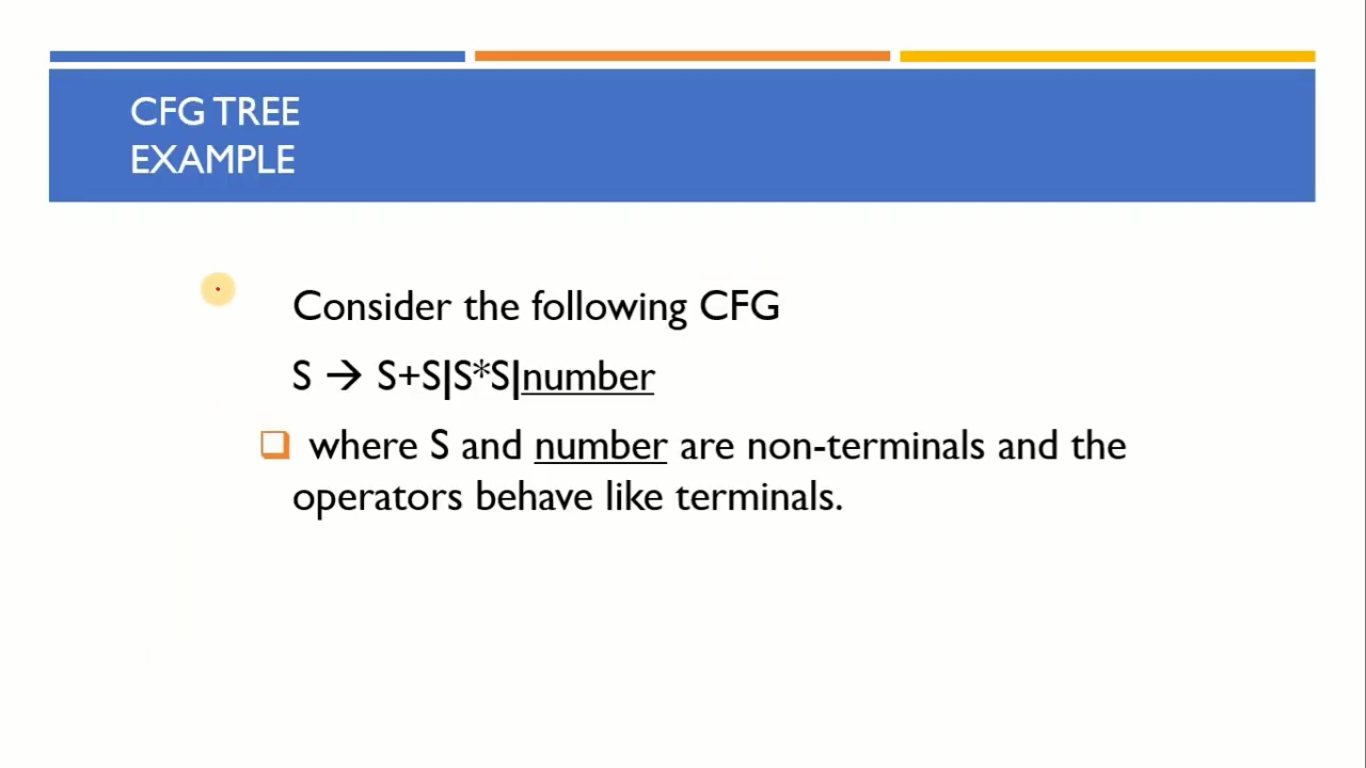 CFG TREE
EXAMPLE
Consider the following CFG
S → S+S|S*S|number
where S and number are non-terminals and the
operators behave like terminals.